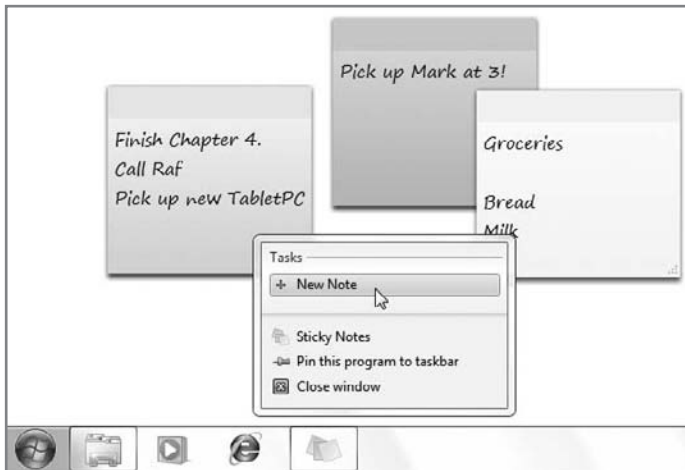 Pick up Mark at 3!
Finish Chapter 4.
Call Raf
Pick up new TabletPC
Groceries
Bread
Milk
Tasks
New Note
Sticky Notes
Pin this program to taskbar
Close window